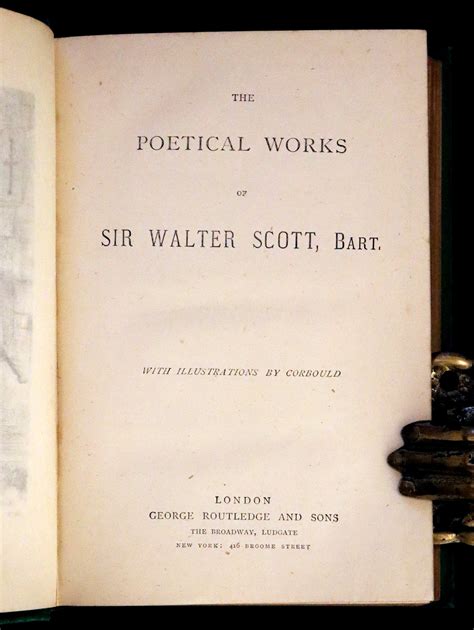 THE
POETICAL WORKS
OF
SIR WALTER SCOTT, BART.
WITH ILLUSTRATIONS BY CORBOULD
LONDON
GEORGE ROUTLEDGE AND SONS
THE BROADWAY, LUDGATE
NEW YORK: 416 BROOME STREET